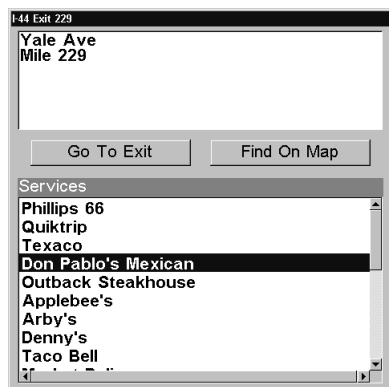 I-44 Exit 229
Yale Ave
Mile 229
Go To Exit
Find On Map
Services
Phillips 66
Quiktrip
Texaco
Don Pablo's Mexican
Outback Steakhouse
Applebee's
Arby's
Denny's
Taco Bell